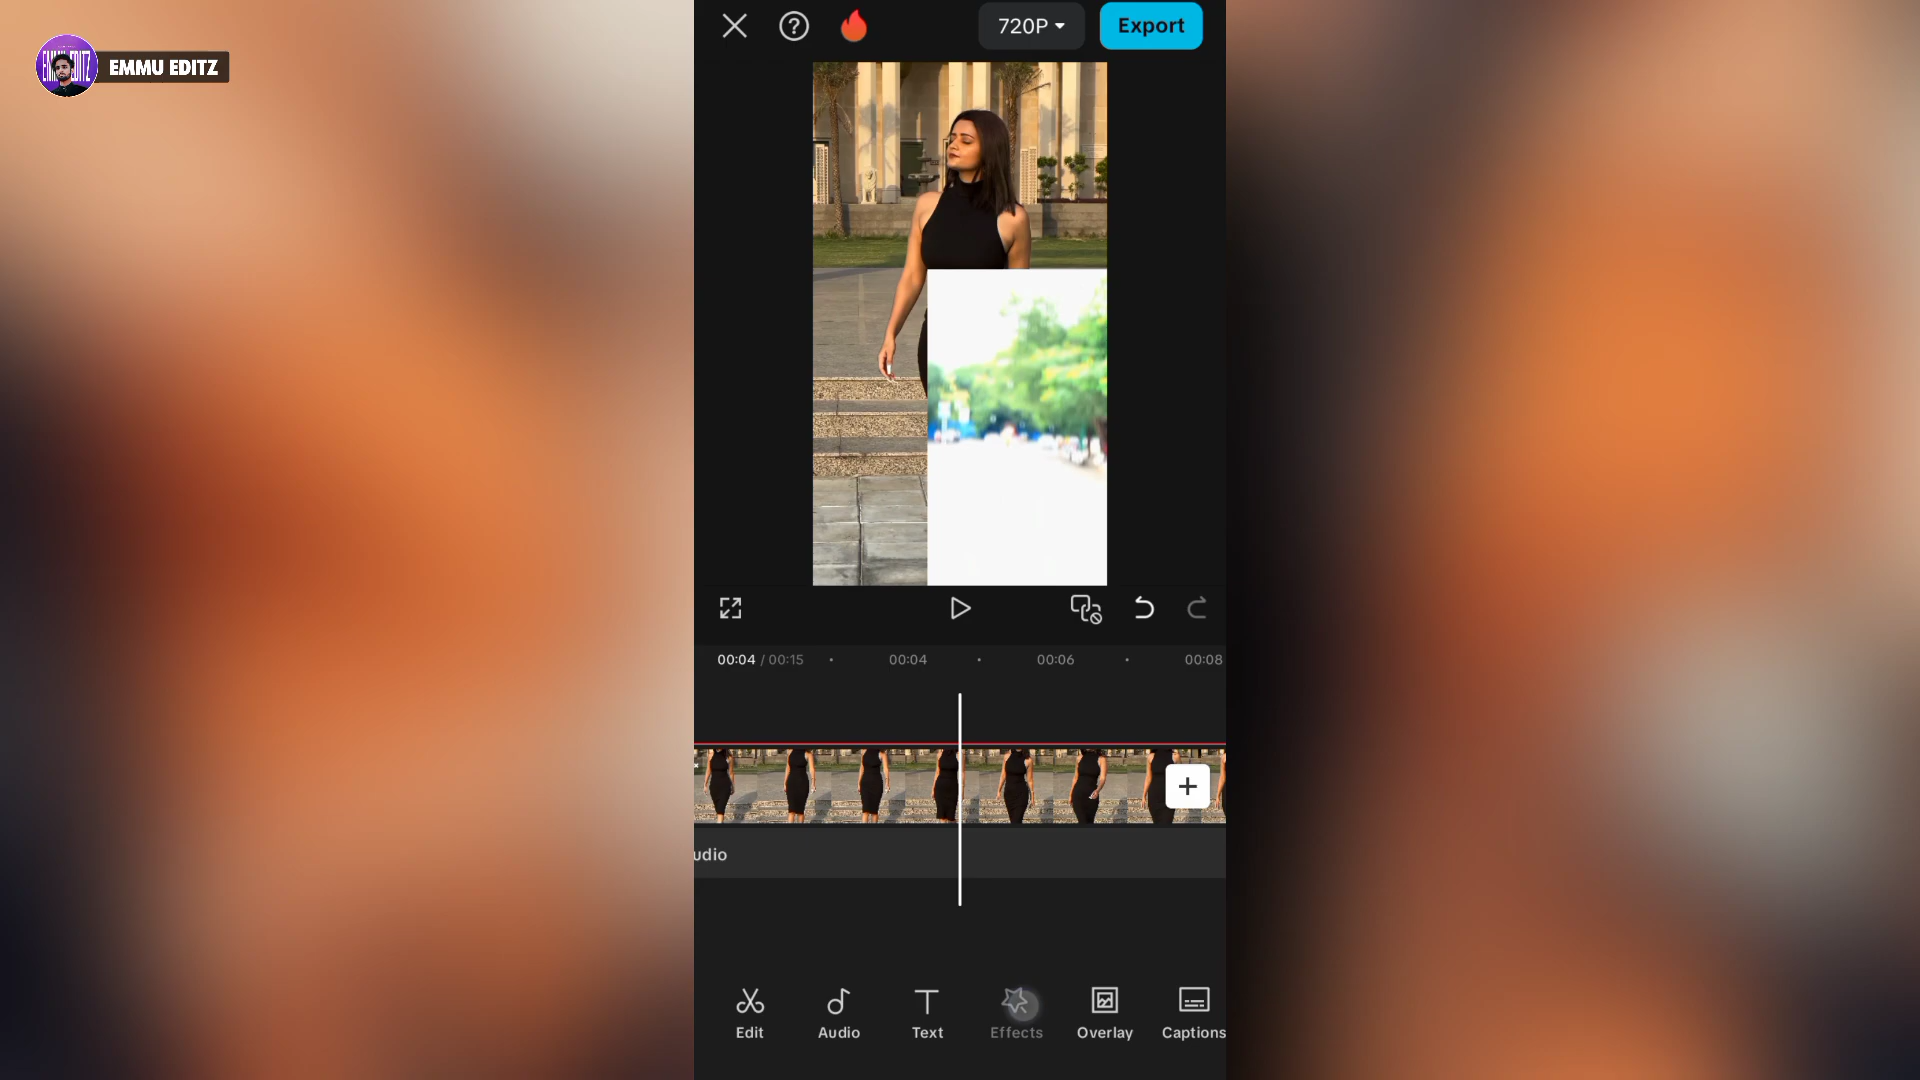 EMMU EDITZ
720P
Export
00:04 / 00:15
00:04
00:06
00:08
udio
Edit
Audio
Text
Effects
Overlay
Captions